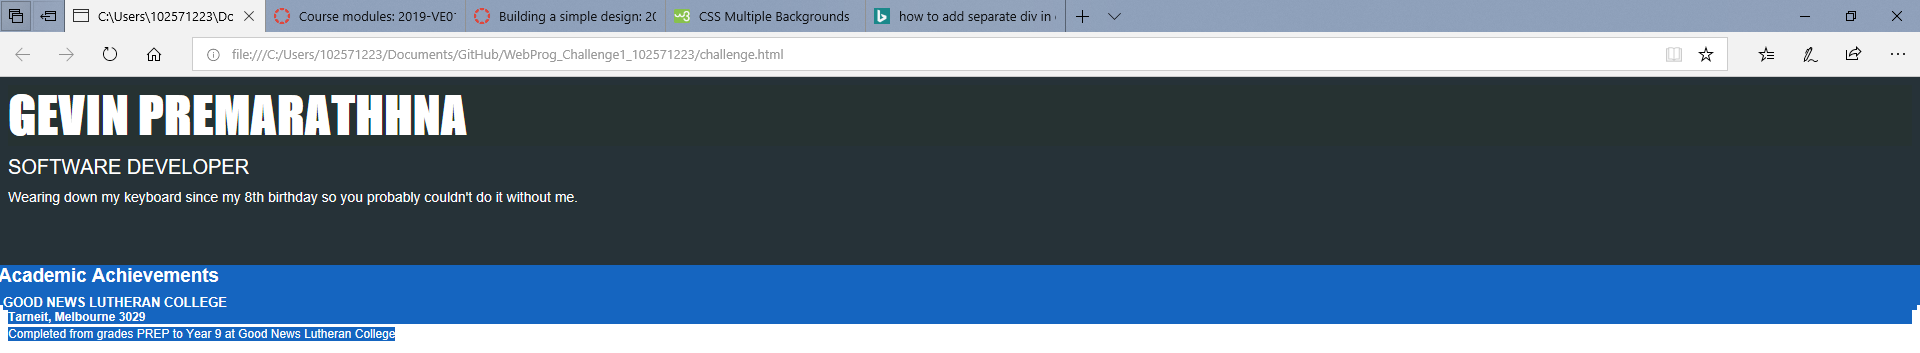 C:\Users\102571223\Do
Course modules: 2019-VE0
Building a simple design: 20
CSS Multiple Backgrounds
how to add separate div in
file:///C:/Users/102571223/Documents/GitHub/WebProg_Challenge1_102571223/challenge.html
GEVIN PREMARATHHNA
SOFTWARE DEVELOPER
Wearing down my keyboard since my 8th birthday so you probably couldn't do it without me.
Academic Achievements
GOOD NEWS LUTHERAN COLLEGE
Tarneit, Melbourne 3029
Completed from grades PREP to Year 9 at Good News Lutheran College